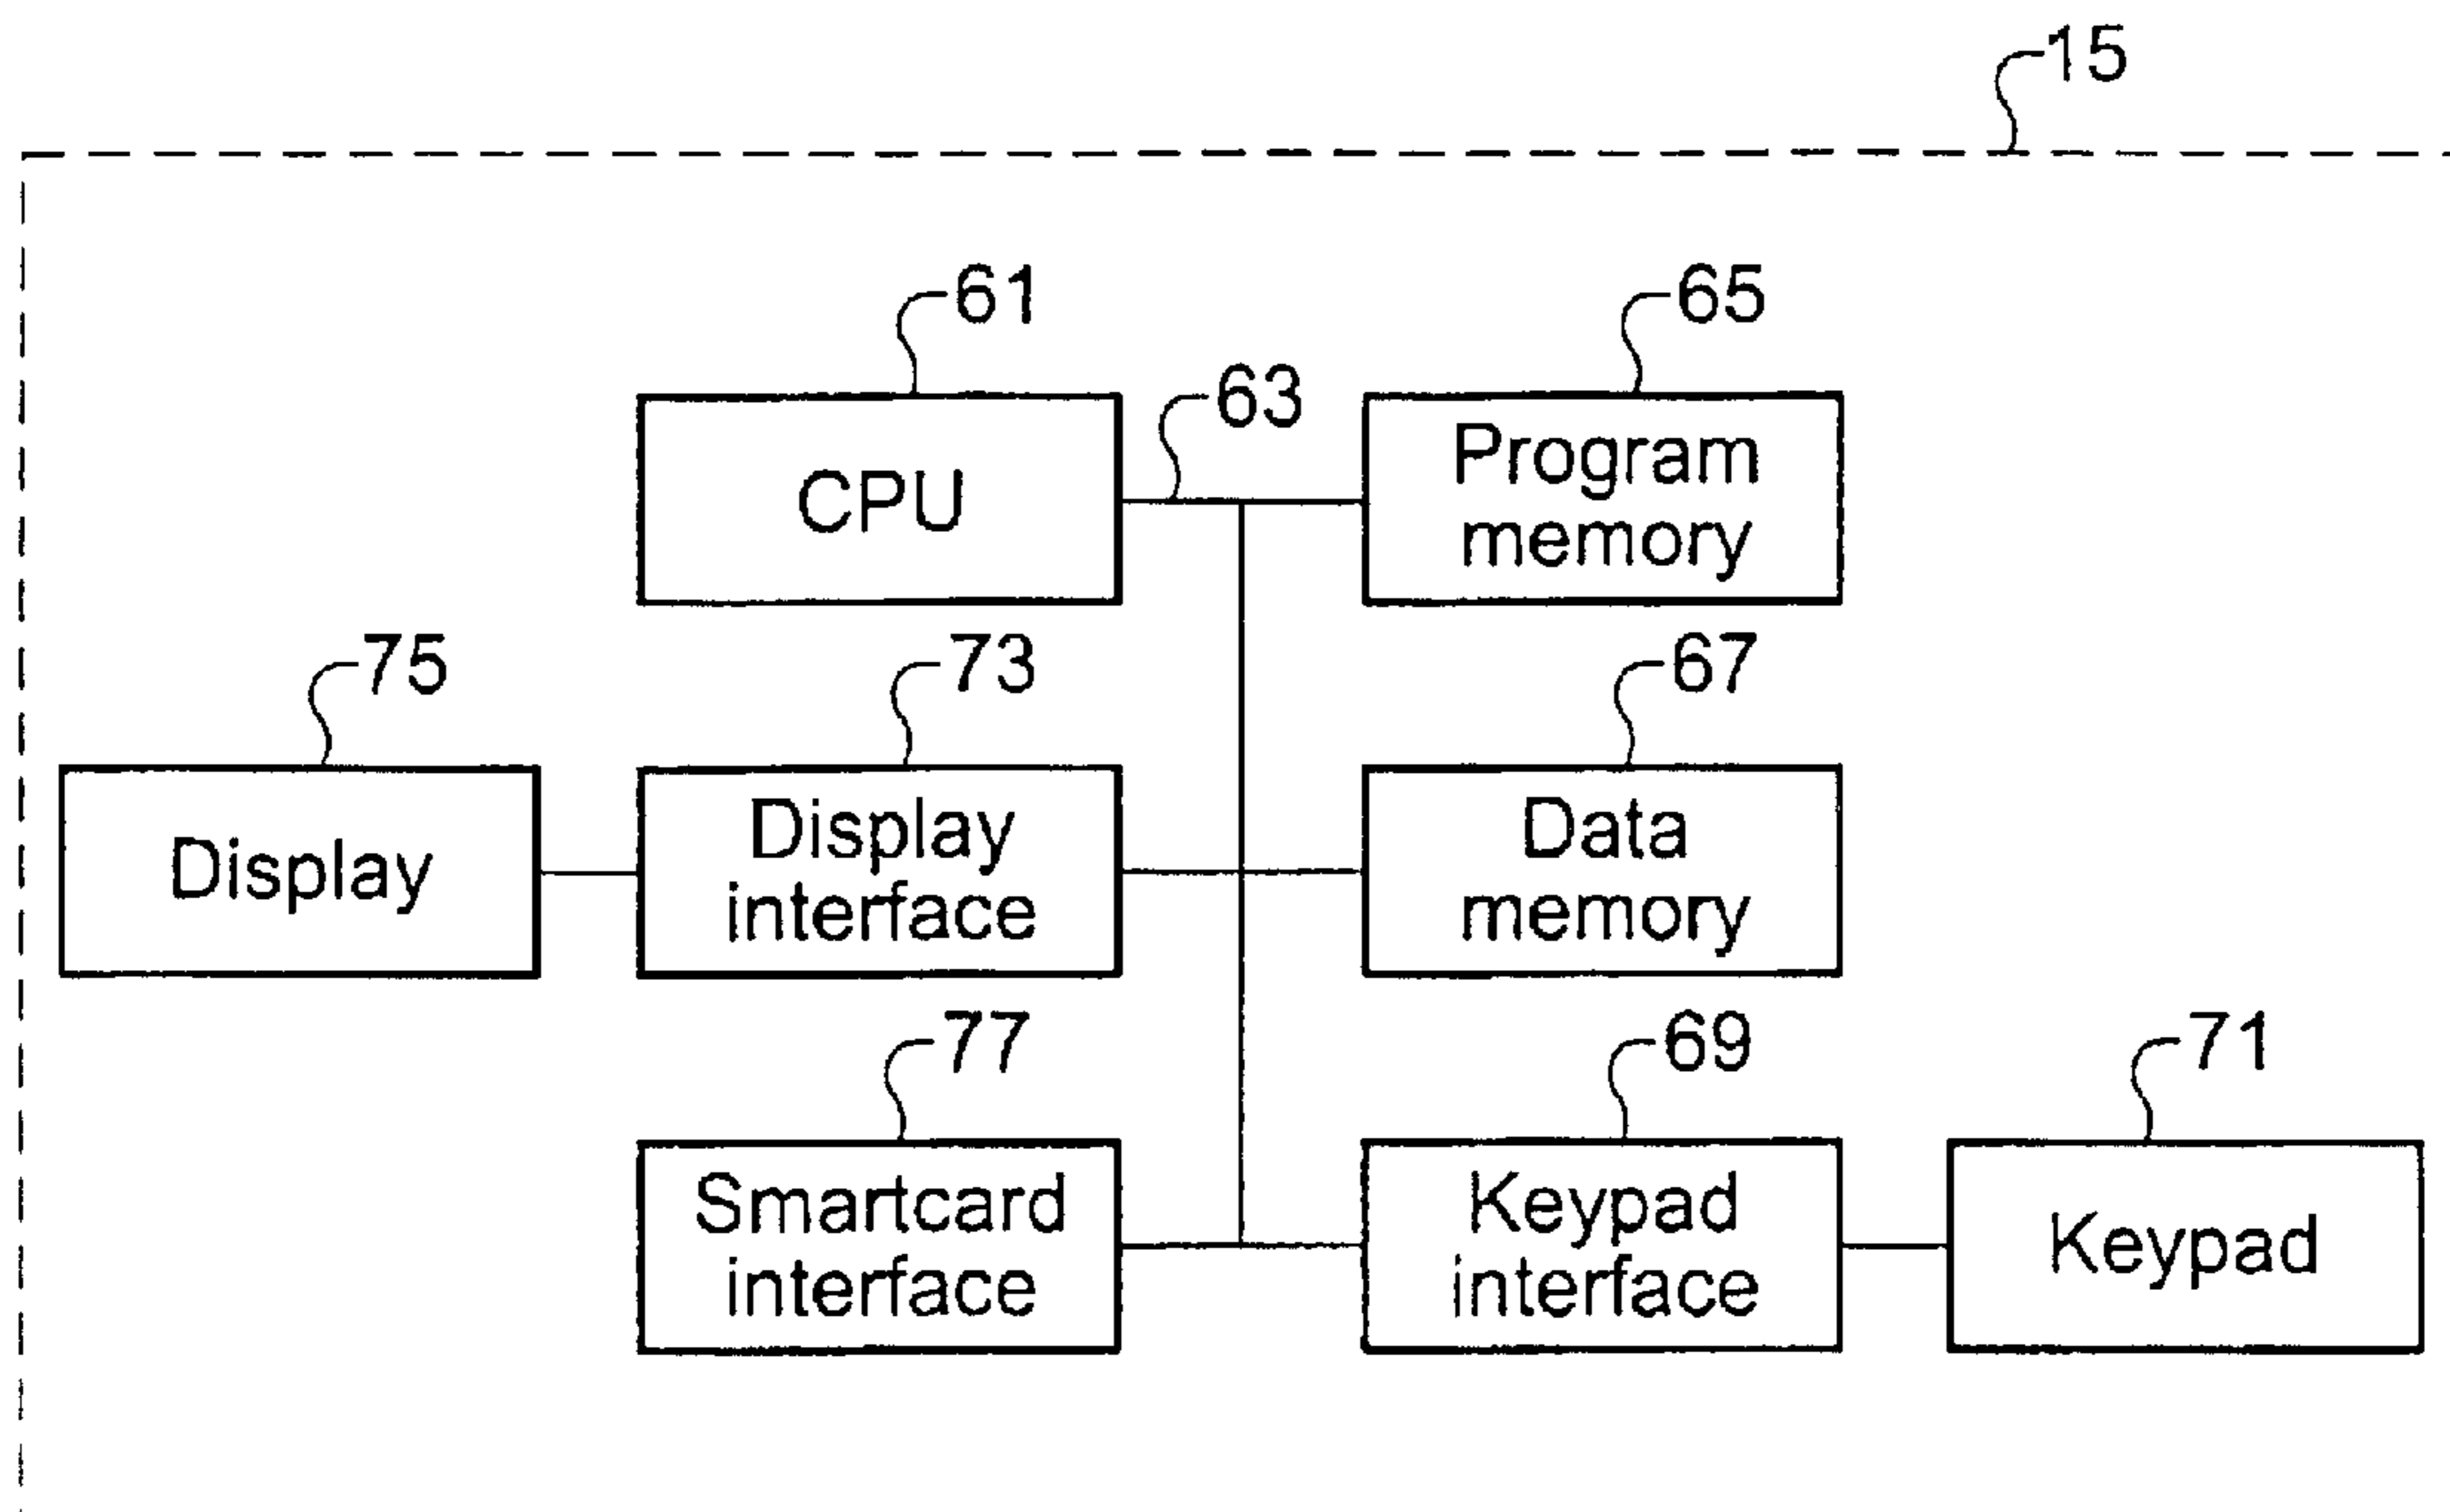 15
61
65
63
CPU
Program
memory
75
73
67
Display
Display
interface
Data
memory
77
69
71
Smartcard
interface
Keypad
interface
Keypad